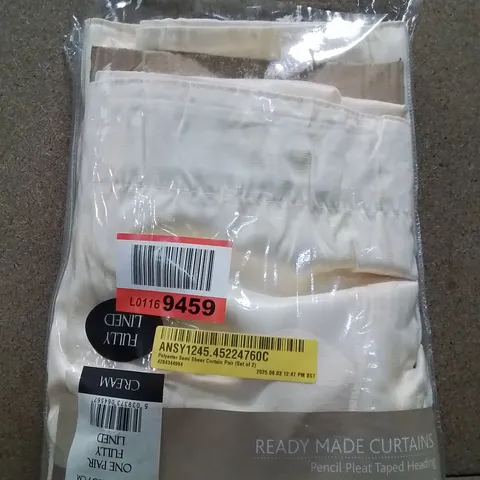 L0116 9459
FULLY
LINED
ANSY1245.45224760C
Polyester Semi Sheer Curtain Pair (Set of 2)
CREAM
ONE PAIR
FULLY
LINED
READY MADE CURTAINS
Pencil Pleat Taped Heading